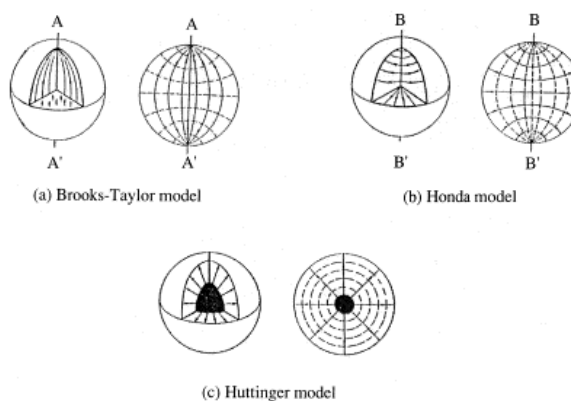 A A
A' A'
(a) Brooks-Taylor model
B B
B' B'
(b) Honda model
(c) Huttinger model